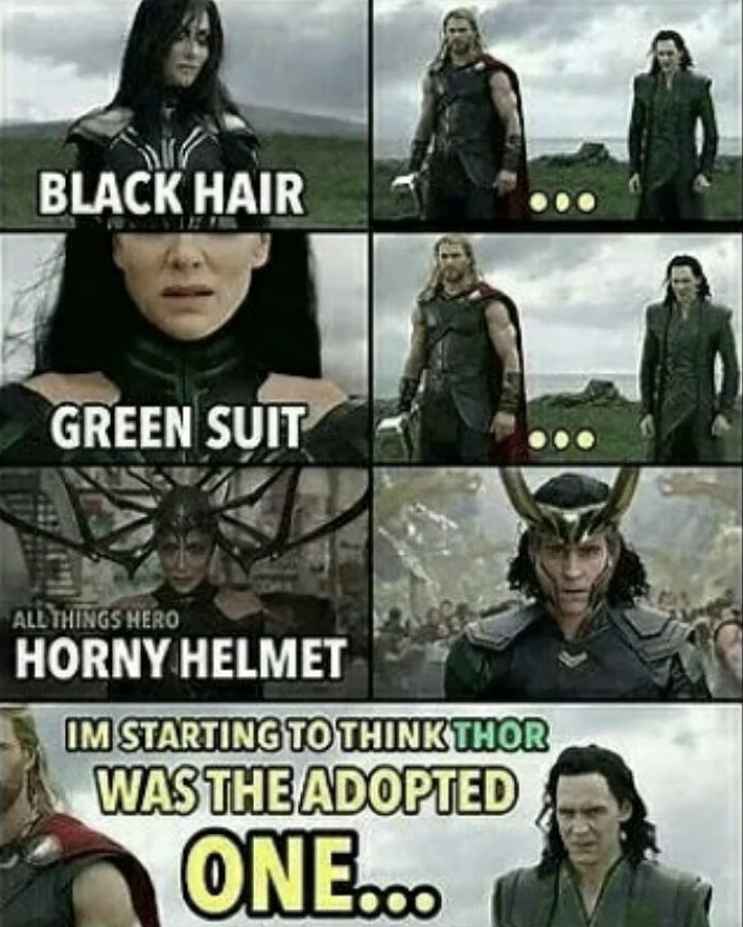 BLACK HAIR
...
GREEN SUIT
...
ALL THINGS HERO
HORNY HELMET
IM STARTING TO THINK THOR
WAS THE ADOPTED
ONE...